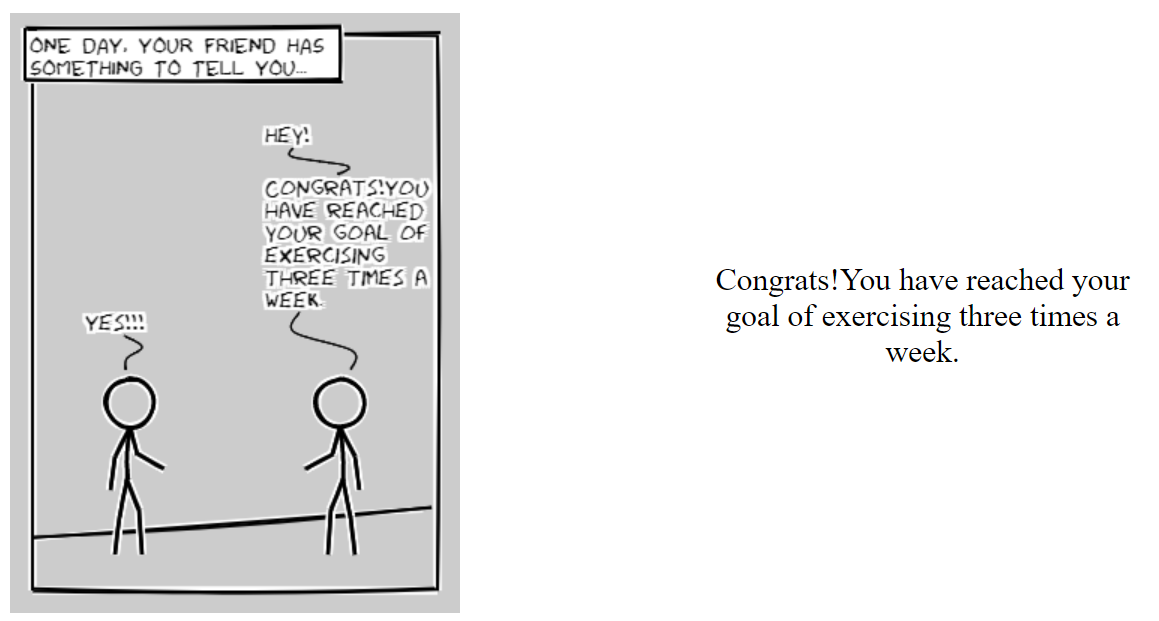 ONE DAY, YOUR FRIEND HAS
SOMETHING TO TELL YOU...
HEY!
CONGRATS!YOU
HAVE REACHED
YOUR GOAL OF
EXERCISING
THREE TIMES A
WEEK.
YES!!!
Congrats!You have reached your
goal of exercising three times a
week.